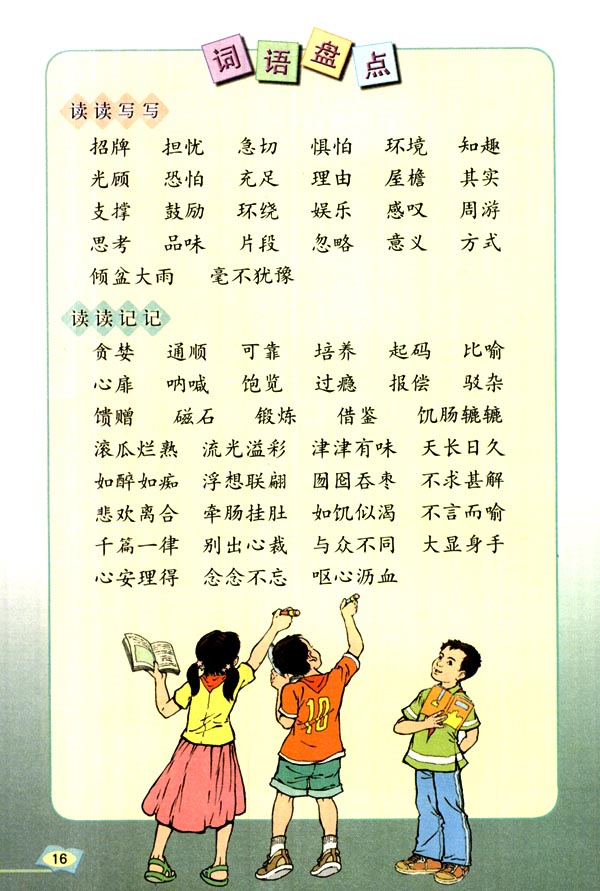 词语盘点
读读写写
招牌 担忧 急切 惧怕 环境 知趣
光顾 恐怕 充足 理由 屋檐 其实
支撑 鼓励 环绕 娱乐 感叹 周游
思考 品味 片段 忽略 意义 方式
倾盆大雨 毫不犹豫
读读记记
贪婪 通顺 可靠 培养 起码 比喻
心扉 呐喊 饱览 过瘾 报偿 驳杂
馈赠 磁石 锻炼 借鉴 饥肠辘辘
滚瓜烂熟 流光溢彩 津津有味 天长日久
如醉如痴 浮想联翩 囫囵吞枣 不求甚解
悲欢离合 牵肠挂肚 如饥似渴 不言而喻
千篇一律 别出心裁 与众不同 大显身手
心安理得 念念不忘 呕心沥血
10
16